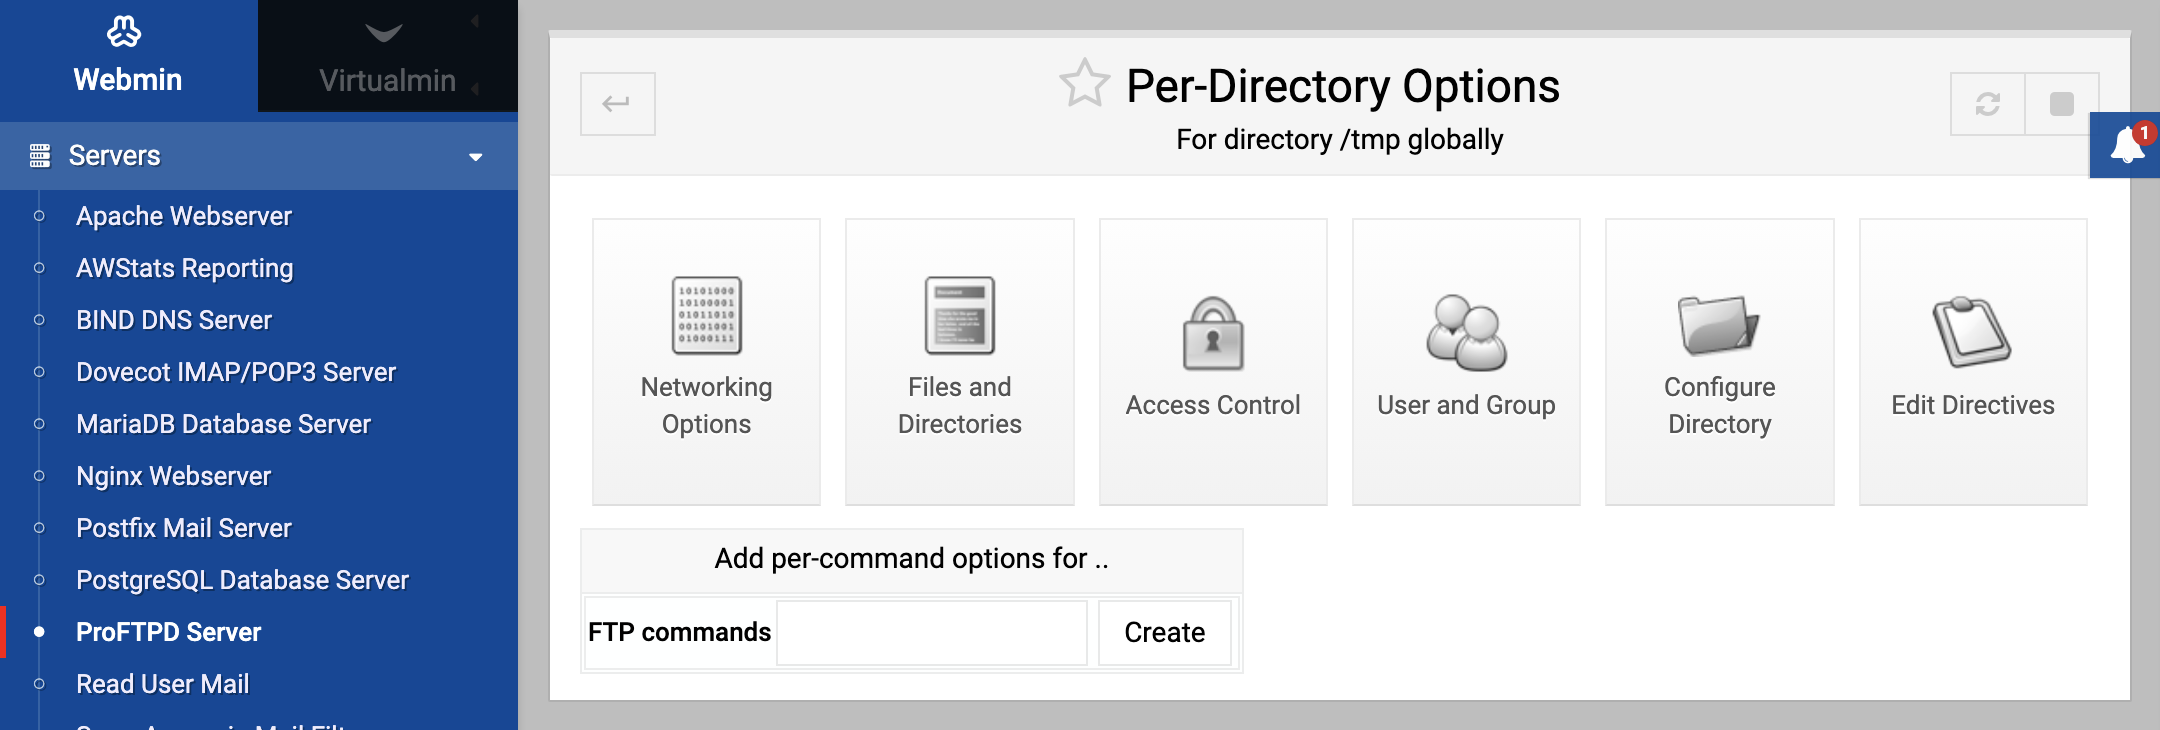 Webmin
Virtualmin
Servers
Apache Webserver
AWStats Reporting
BIND DNS Server
Dovecot IMAP/POP3 Server
MariaDB Database Server
Nginx Webserver
Postfix Mail Server
PostgreSQL Database Server
ProFTPD Server
Read User Mail
Per-Directory Options
For directory /tmp globally
1
10101000
10100001
01011010
00101001
01000111
Networking
Options
Files and
Directories
Access Control
User and Group
Configure
Directory
Edit Directives
Add per-command options for ..
FTP commands
Create